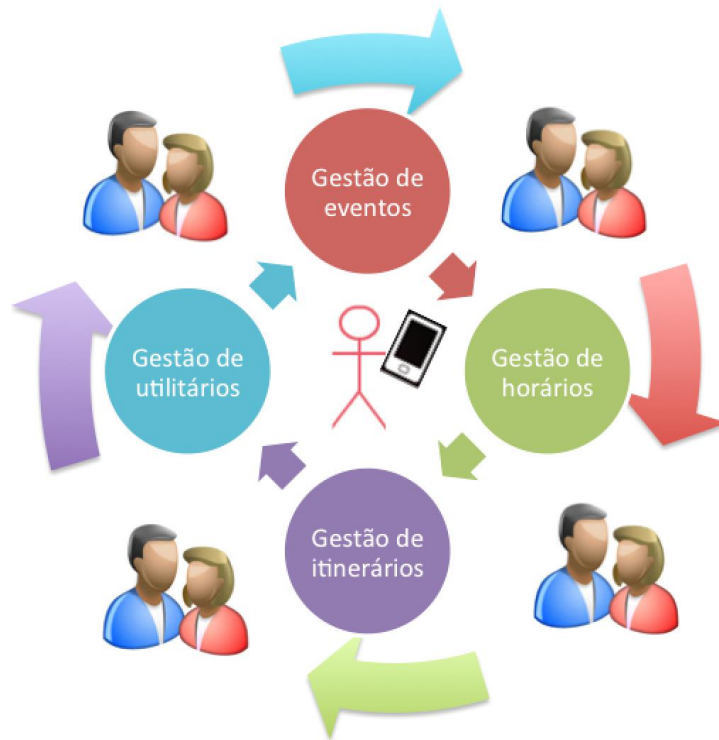 Gestão de
eventos
Gestão de
utilitários
Gestão de
horários
Gestão de
itinerários